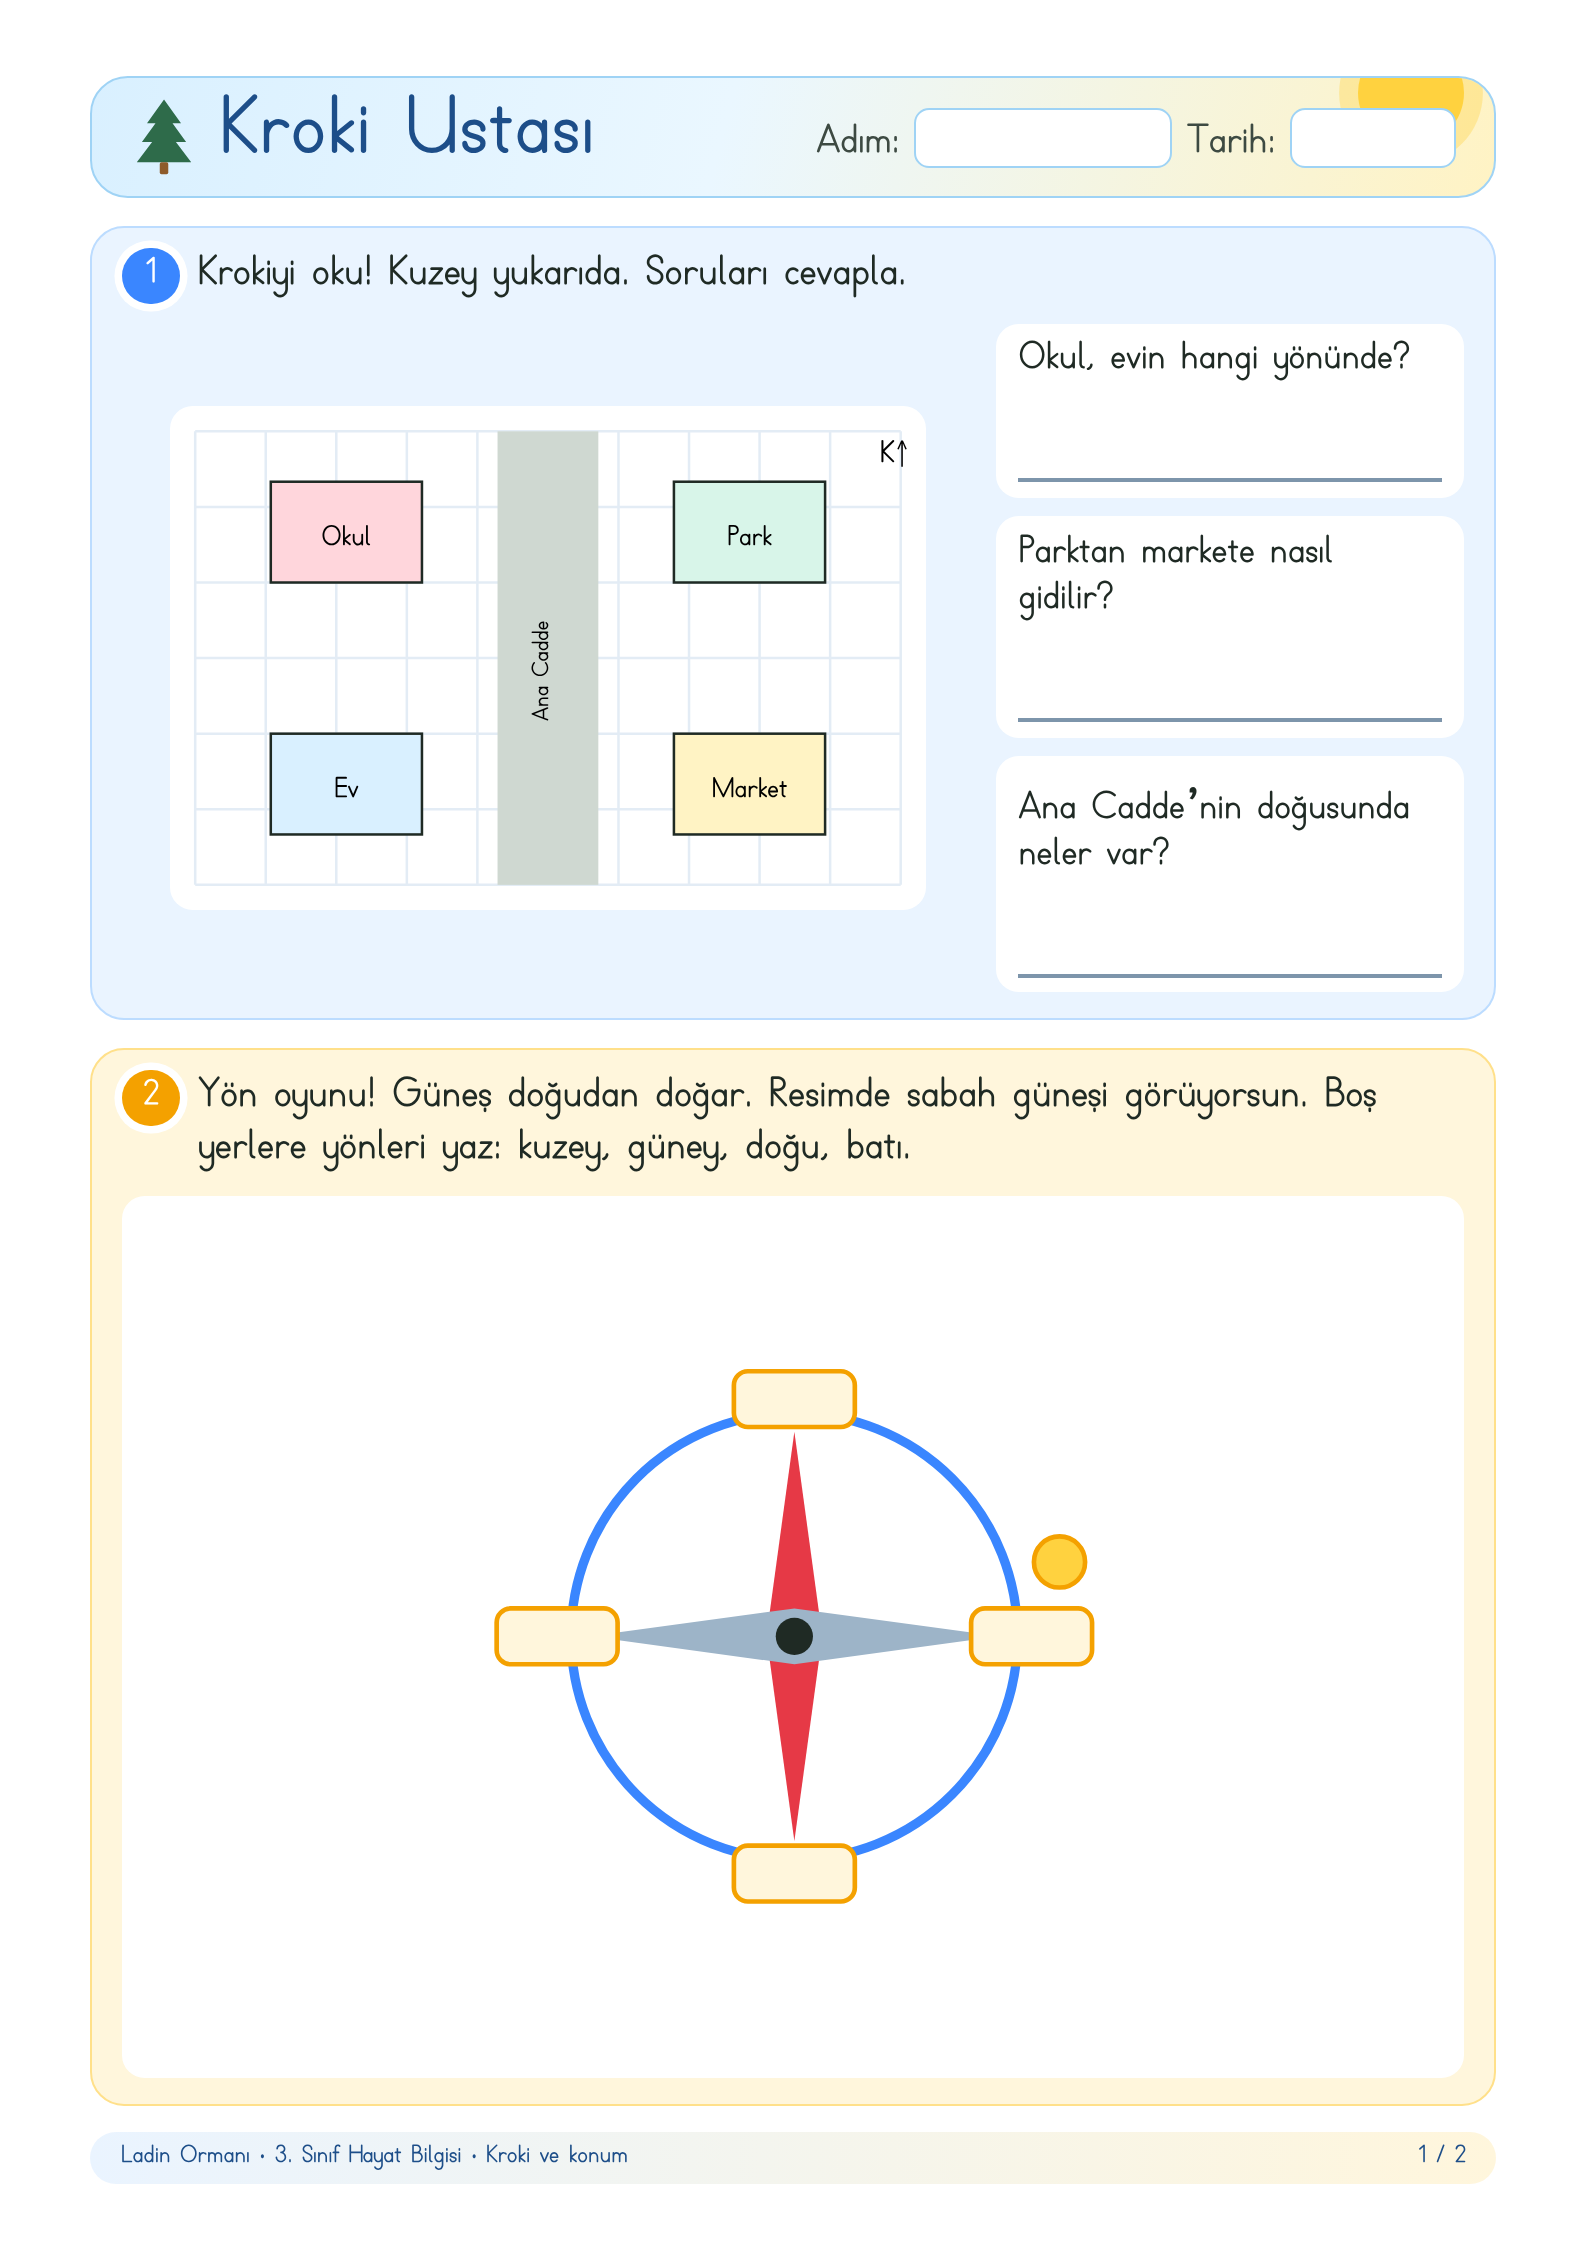 Kroki Ustası
Adım:
Tarih:
1
Krokiyi oku! Kuzey yukarıda. Soruları cevapla.
K↑
Okul
Park
Ana Cadde
Ev
Market
Okul, evin hangi yönünde?
Parktan markete nasıl
gidilir?
Ana Cadde’nin doğusunda
neler var?
2
Yön oyunu! Güneş doğudan doğar. Resimde sabah güneşi görüyorsun. Boş
yerlere yönleri yaz: kuzey, güney, doğu, batı.
Ladin Ormanı • 3. Sınıf Hayat Bilgisi • Kroki ve konum
1 / 2